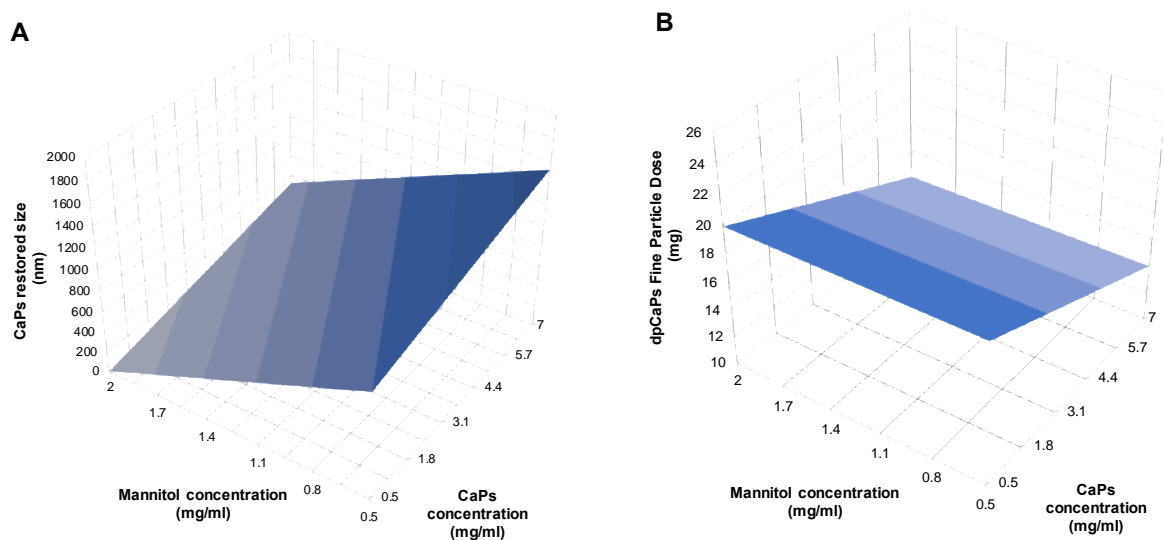 A
CaPs restored size
(nm)
2000
1800
1600
1400
1200
1000
800
600
400
200
0
2
1.7
1.4
1.1
0.8
0.5
Mannitol concentration
(mg/ml)
7
5.7
4.4
3.1
1.8
0.5
CaPs
concentration
(mg/ml)
B
dpCaPs Fine Particle Dose
(mg)
26
24
22
20
18
16
14
12
10
2
1.7
1.4
1.1
0.8
0.5
Mannitol concentration
(mg/ml)
7
5.7
4.4
3.1
1.8
0.5
CaPs
concentration
(mg/ml)